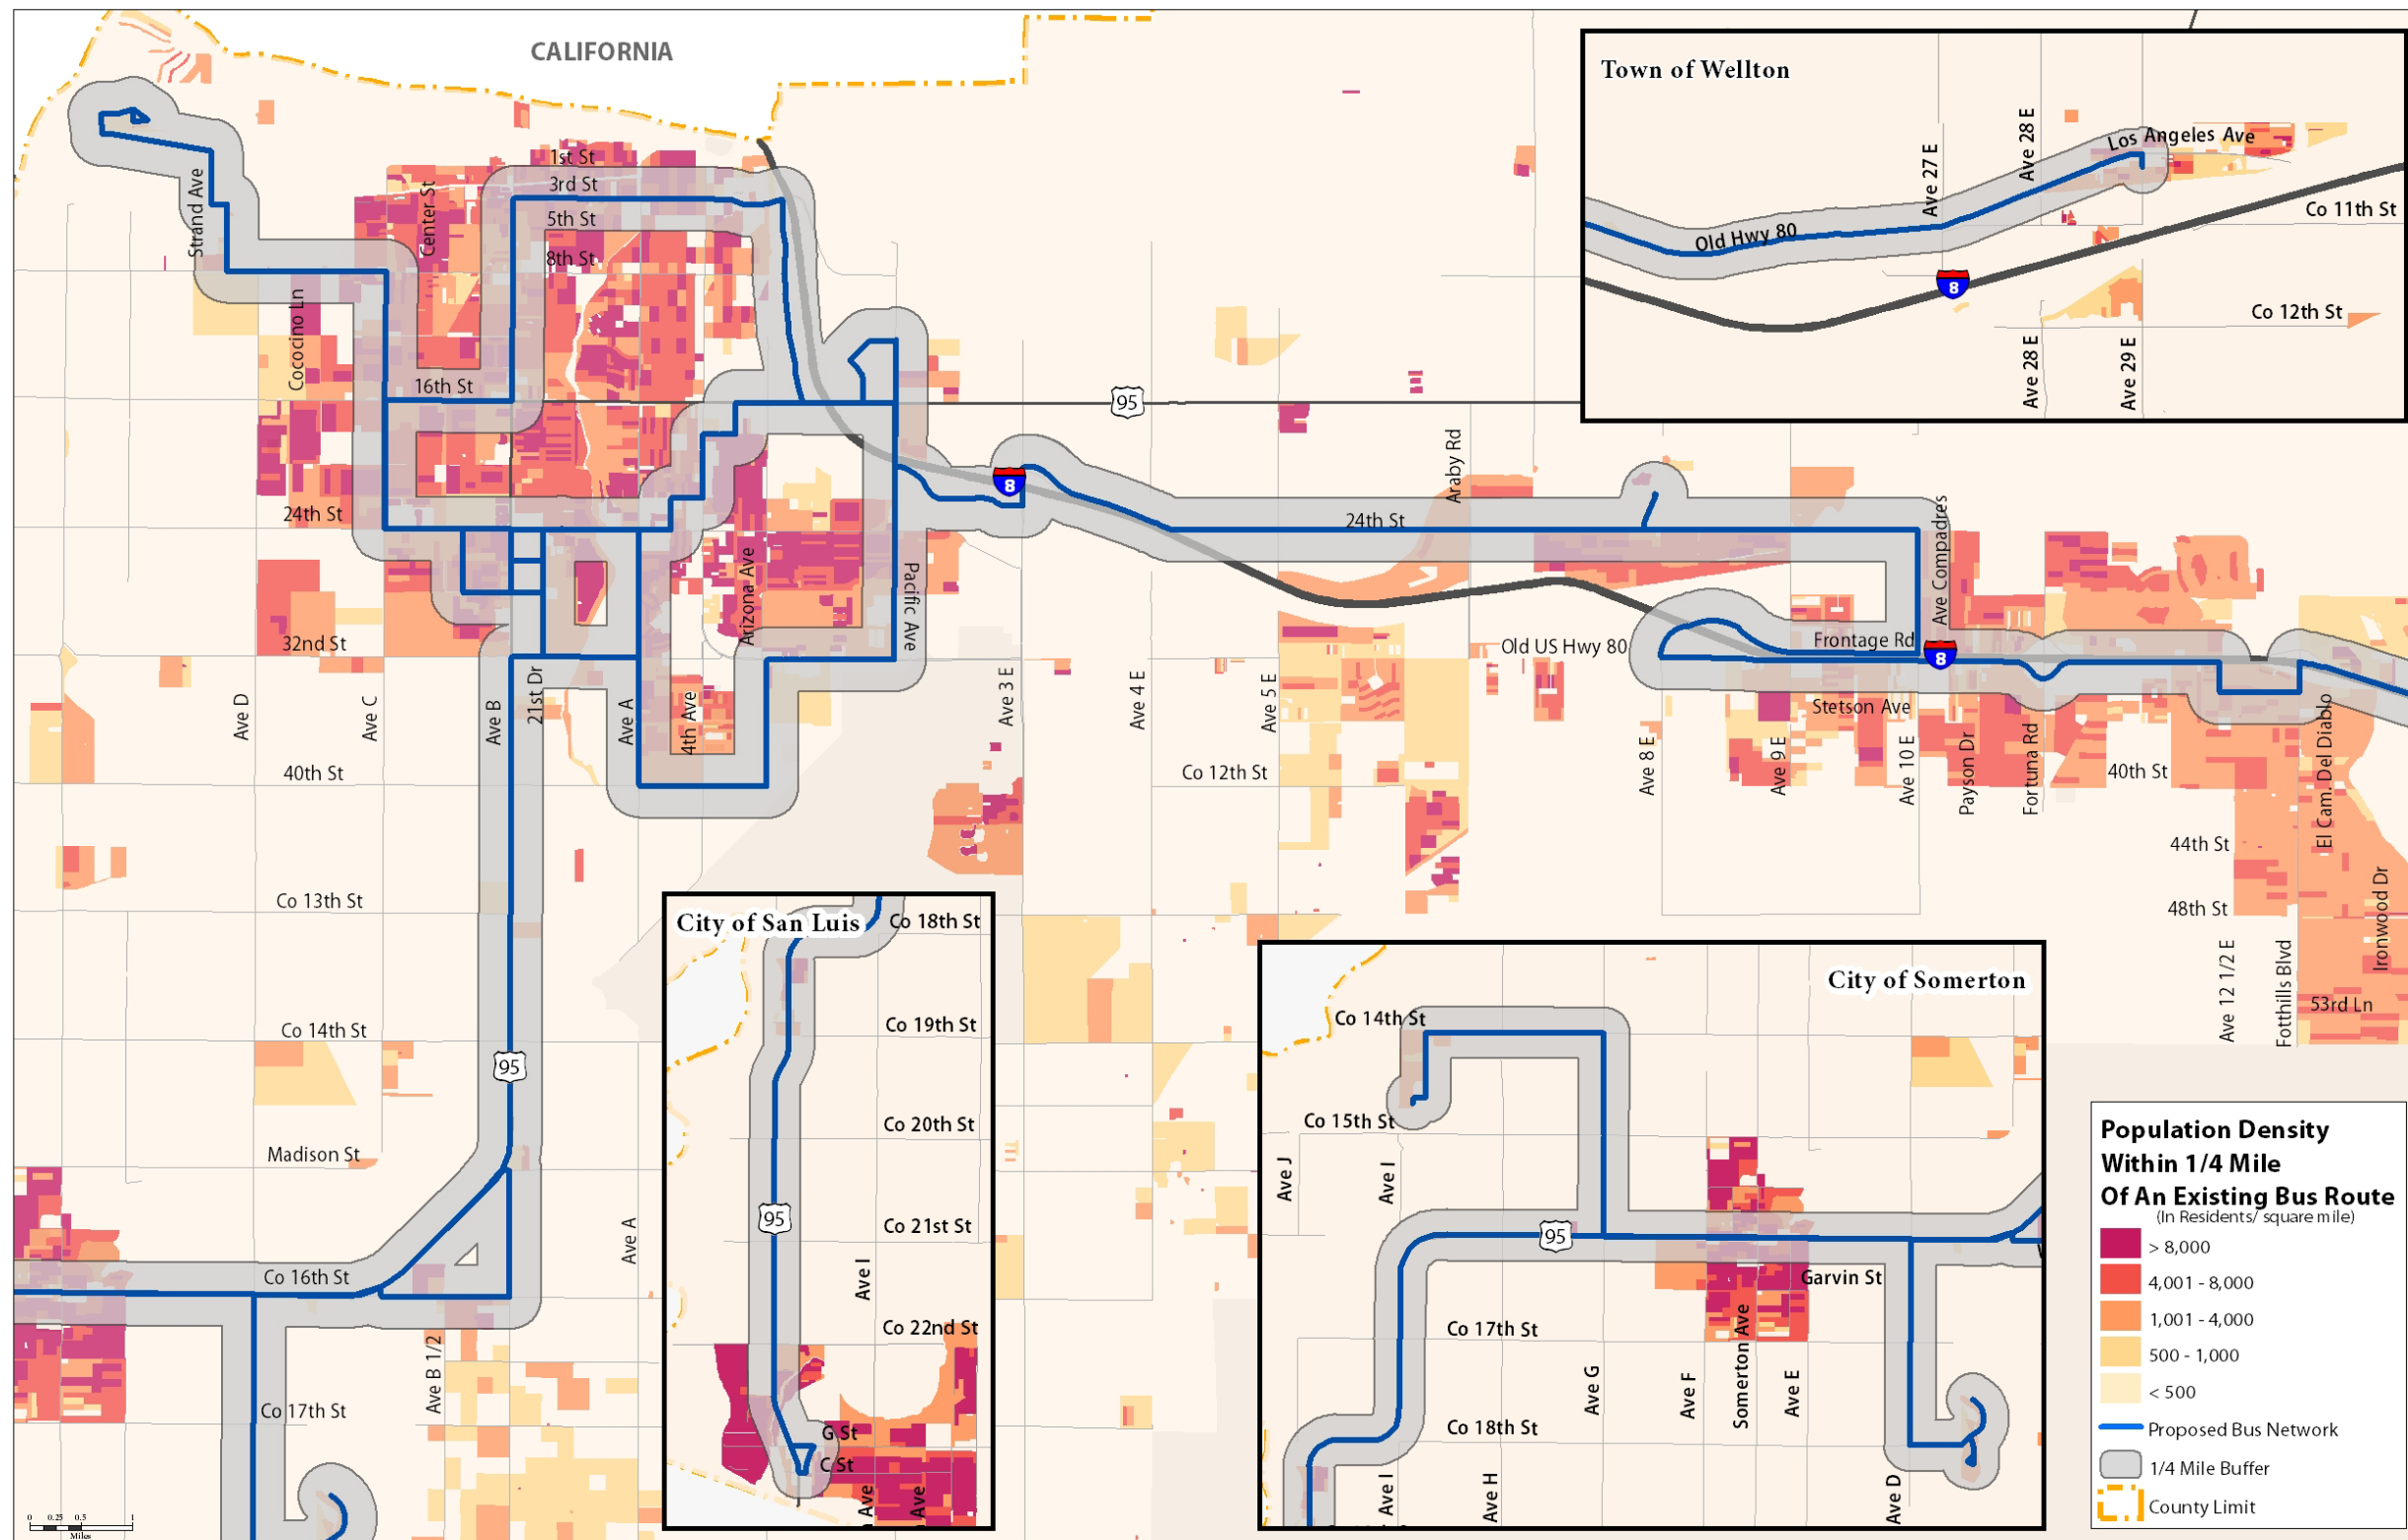 CALIFORNIA
Town of Wellton
Los Angeles Ave
Ave 27 E
Ave 28 E
Old Hwy 80
Co 11th St
8
Co 12th St
Ave 28 E
Ave 29 E
1st St
3rd St
5th St
8th St
Center St
Strand Ave
Cococino Ln
16th St
95
24th St
8
Araby Rd
24th St
Ave Compadres
Arizona Ave
Pacific Ave
32nd St
Old US Hwy 80
Frontage Rd
8
Stetson Ave
Ave D
Ave C
Ave B
21st Dr
Ave A
4th Ave
Ave 3 E
Ave 4 E
Ave 5 E
Ave 8 E
Ave 9 E
Ave 10 E
Payson Dr
Fortuna Rd
El Cam. Del Diablo
40th St
Co 12th St
40th St
44th St
48th St
Ironwood Dr
Co 13th St
Co 14th St
Ave 12 1/2 E
Fotthills Blvd
53rd Ln
95
Madison St
Ave A
Co 16th St
Ave B 1/2
Co 17th St
0 0.25 0.5 1
Miles
City of San Luis
Co 18th St
Co 19th St
Co 20th St
95
Co 21st St
Ave I
Co 22nd St
G St
C St
Ave
Ave
City of Somerton
Co 14th St
Co 15th St
Ave J
Ave I
95
Garvin St
Co 17th St
Ave G
Ave F
Somerton Ave
Ave E
Co 18th St
Ave I
Ave H
Ave D
Population Density
Within 1/4 Mile
Of An Existing Bus Route
(In Residents/ square mile)
> 8,000
4,001 - 8,000
1,001 - 4,000
500 - 1,000
< 500
Proposed Bus Network
1/4 Mile Buffer
County Limit